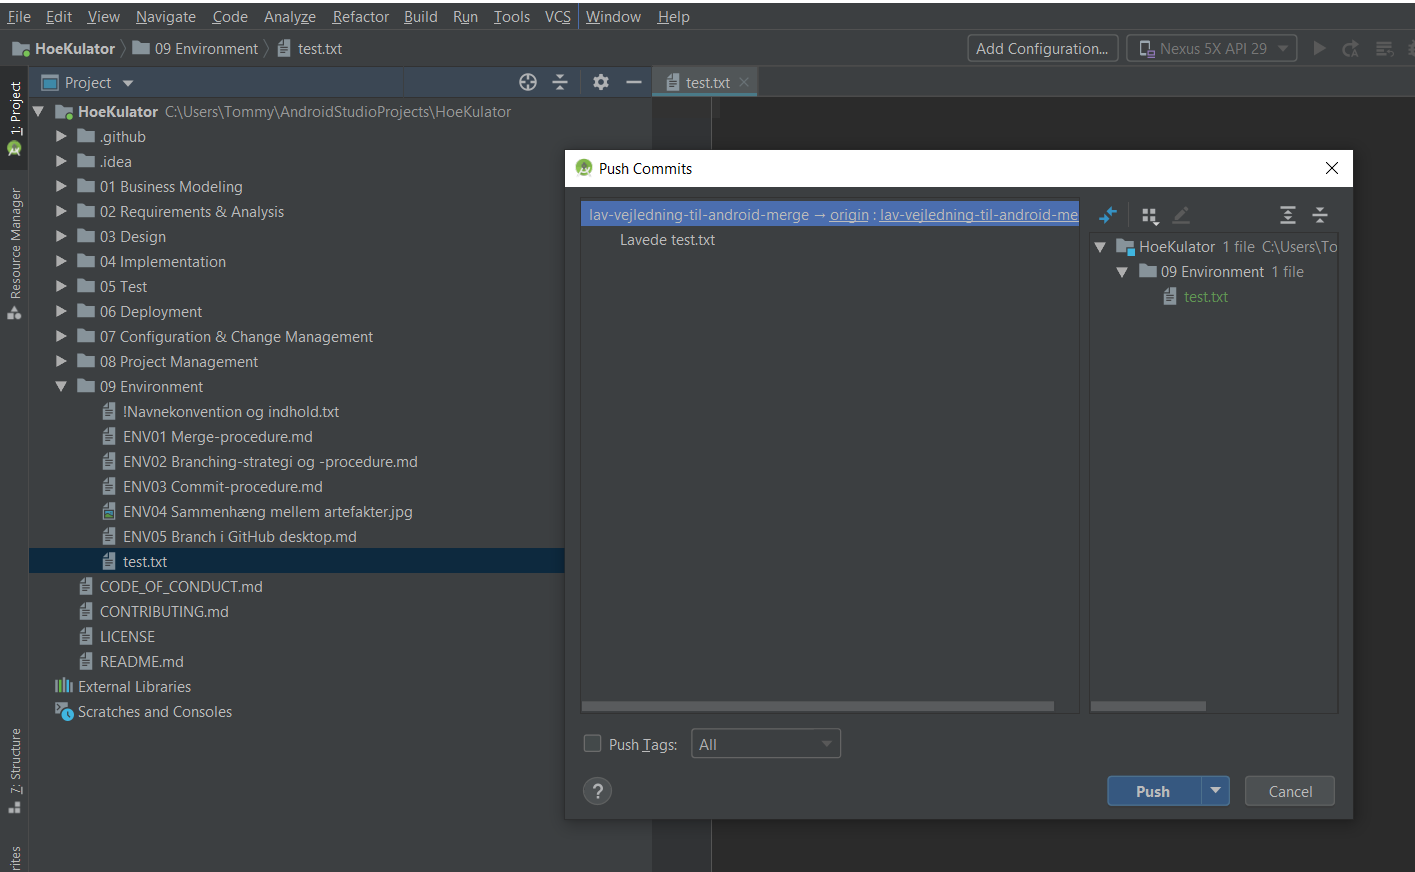 File Edit View Navigate Code Analyze Refactor Build Run Tools VCS Window Help
HoeKulator 09 Environment test.txt Add Configuration... Nexus 5X API 29
1: Project
Resource Manager
7: Structure
rites
Project
test.txt
HoeKulator C:\Users\Tommy\AndroidStudioProjects\HoeKulator
.github
.idea
01 Business Modeling
02 Requirements & Analysis
03 Design
04 Implementation
05 Test
06 Deployment
07 Configuration & Change Management
08 Project Management
09 Environment
!Navnekonvention og indhold.txt
ENV01 Merge-procedure.md
ENV02 Branching-strategi og -procedure.md
ENV03 Commit-procedure.md
ENV04 Sammenhæng mellem artefakter.jpg
ENV05 Branch i GitHub desktop.md
test.txt
CODE_OF_CONDUCT.md
CONTRIBUTING.md
LICENSE
README.md
External Libraries
Scratches and Consoles
Push Commits
lav-vejledning-til-android-merge → origin : lav-vejledning-til-android-me
Lavede test.txt
HoeKulator 1 file C:\Users\To
09 Environment 1 file
test.txt
Push Tags: All
?
Push Cancel